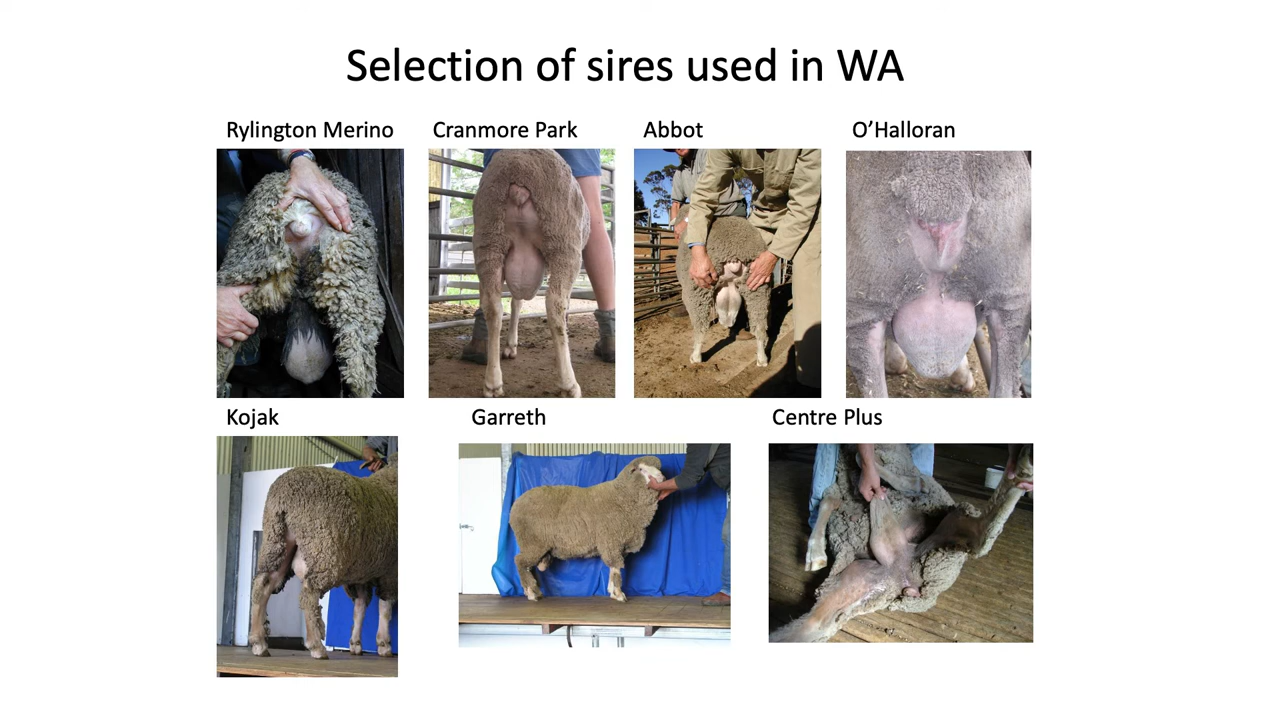 Selection of sires used in WA
Rylington Merino
Cranmore Park
Abbot
O’Halloran
Kojak
Garreth
Centre Plus